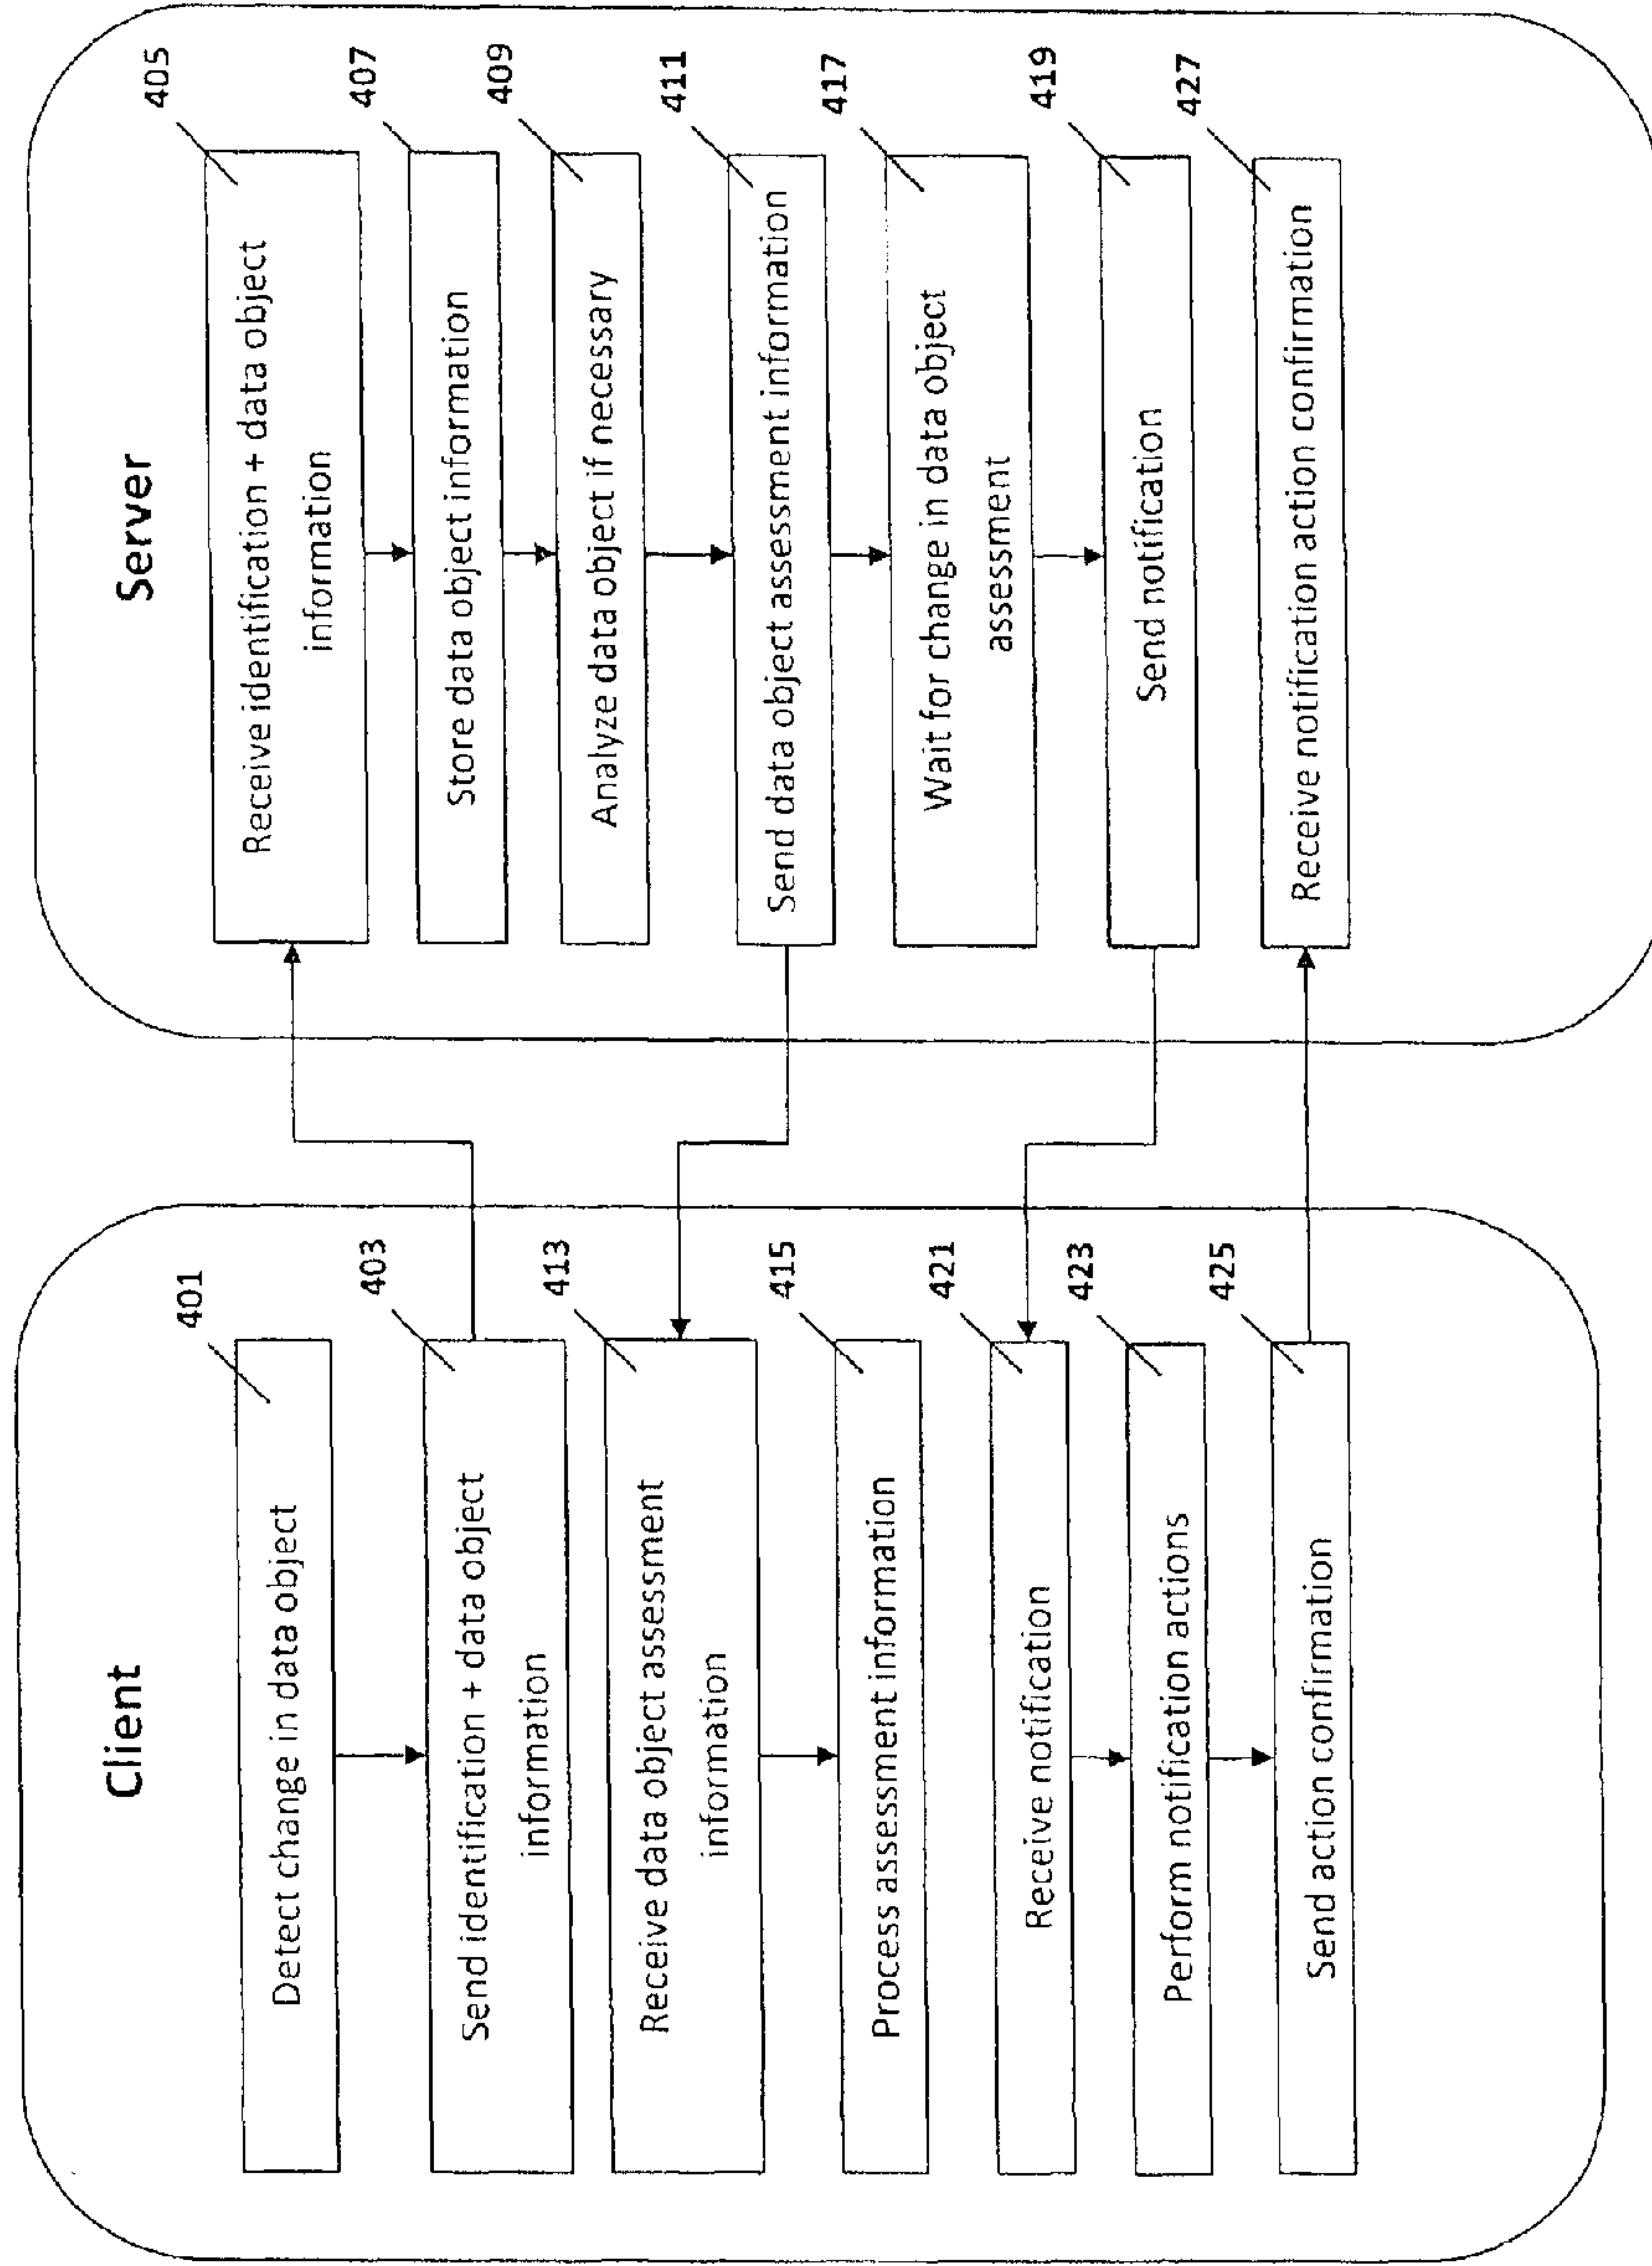 Client
401
Detect change in data object
403
Send identification + data object
information
413
Receive data object assessment
information
415
Process assessment information
421
Receive notification
423
Perform notification actions
425
Send action confirmation
Server
405
Receive identification + data object
information
407
Store data object information
409
Analyze data object if necessary
411
Send data object assessment information
417
Wait for change in data object
assessment
419
Send notification
427
Receive notification action confirmation